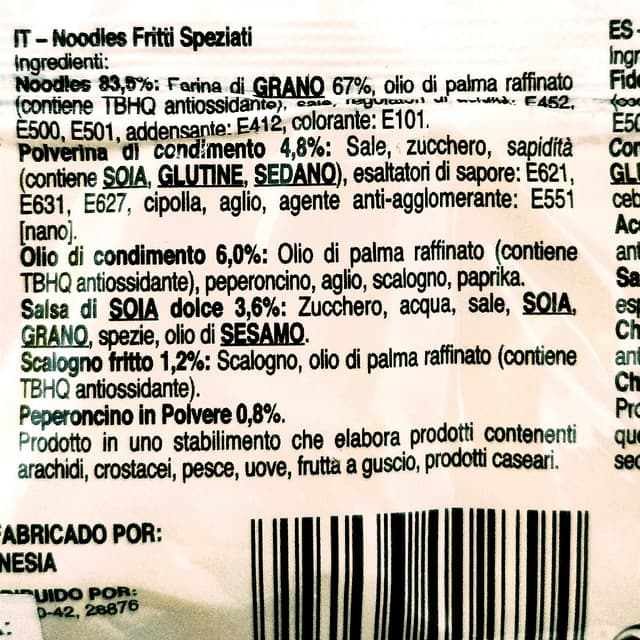 IT – Noodles Fritti Speziati
Ingredienti:
Noodles 83,5%: Farina di GRANO 67%, olio di palma raffinato
(contiene TBHQ antiossidante), sale, E452,
E500, E501, addensante: E412, colorante: E101.
Polverina di condimento 4,8%: Sale, zucchero, sapidità
(contiene SOIA, GLUTINE, SEDANO), esaltatori di sapore: E621,
E631, E627, cipolla, aglio, agente anti-agglomerante: E551
[nano].
Olio di condimento 6,0%: Olio di palma raffinato (contiene
TBHQ antiossidante), peperoncino, aglio, scalogno, paprika.
Salsa di SOIA dolce 3,6%: Zucchero, acqua, sale, SOIA,
GRANO, spezie, olio di SESAMO.
Scalogno fritto 1,2%: Scalogno, olio di palma raffinato (contiene
TBHQ antiossidante).
Peperoncino in Polvere 0,8%.
Prodotto in uno stabilimento che elabora prodotti contenenti
arachidi, crostacei, pesce, uove, frutta a guscio, prodotti caseari.
FABRICADO POR:
NESIA
UIDO POR:
0-42, 28876
ES -
Ingr
Fide
E50
Con
GLU
ceb
Ace
ant
Sa
esp
Ch
ant
Ch
Pro
que
sec